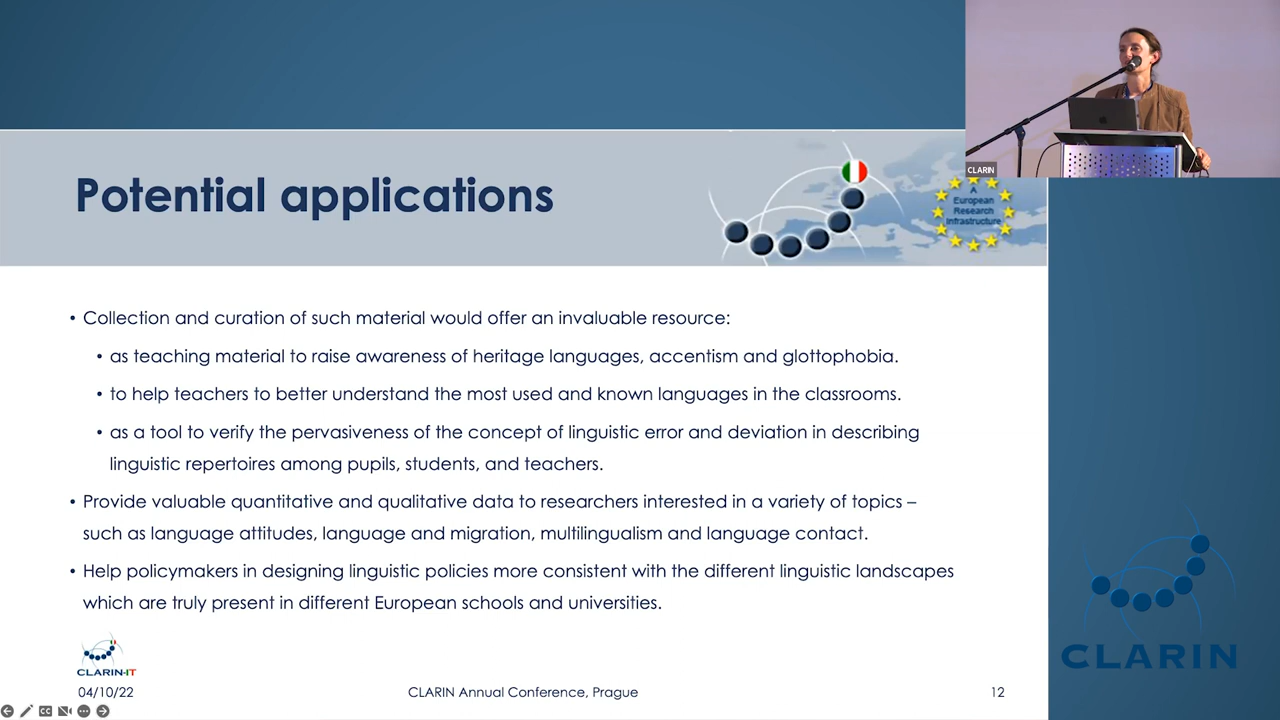 CLARIN
Potential applications
A
European
Research
Infrastructure
• Collection and curation of such material would offer an invaluable resource:
• as teaching material to raise awareness of heritage languages, accentism and glottophobia.
• to help teachers to better understand the most used and known languages in the classrooms.
• as a tool to verify the pervasiveness of the concept of linguistic error and deviation in describing
linguistic repertoires among pupils, students, and teachers.
• Provide valuable quantitative and qualitative data to researchers interested in a variety of topics –
such as language attitudes, language and migration, multilingualism and language contact.
• Help policymakers in designing linguistic policies more consistent with the different linguistic landscapes
which are truly present in different European schools and universities.
CLARIN-IT
CLARIN
04/10/22
CLARIN Annual Conference, Prague
12
CC